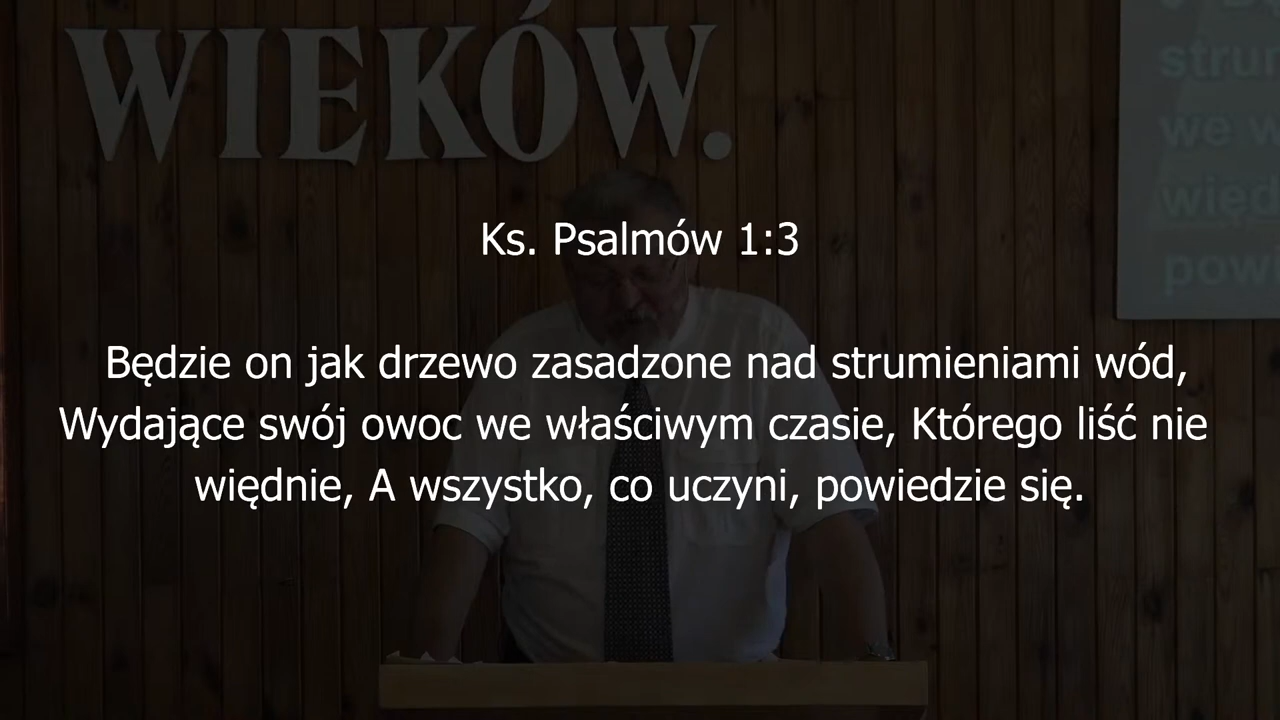 WIEKÓW.
Ks. Psalmów 1:3
Będzie on jak drzewo zasadzone nad strumieniami wód,
Wydające swój owoc we właściwym czasie, Którego liść nie
więdnie, A wszystko, co uczyni, powiedzie się.
we